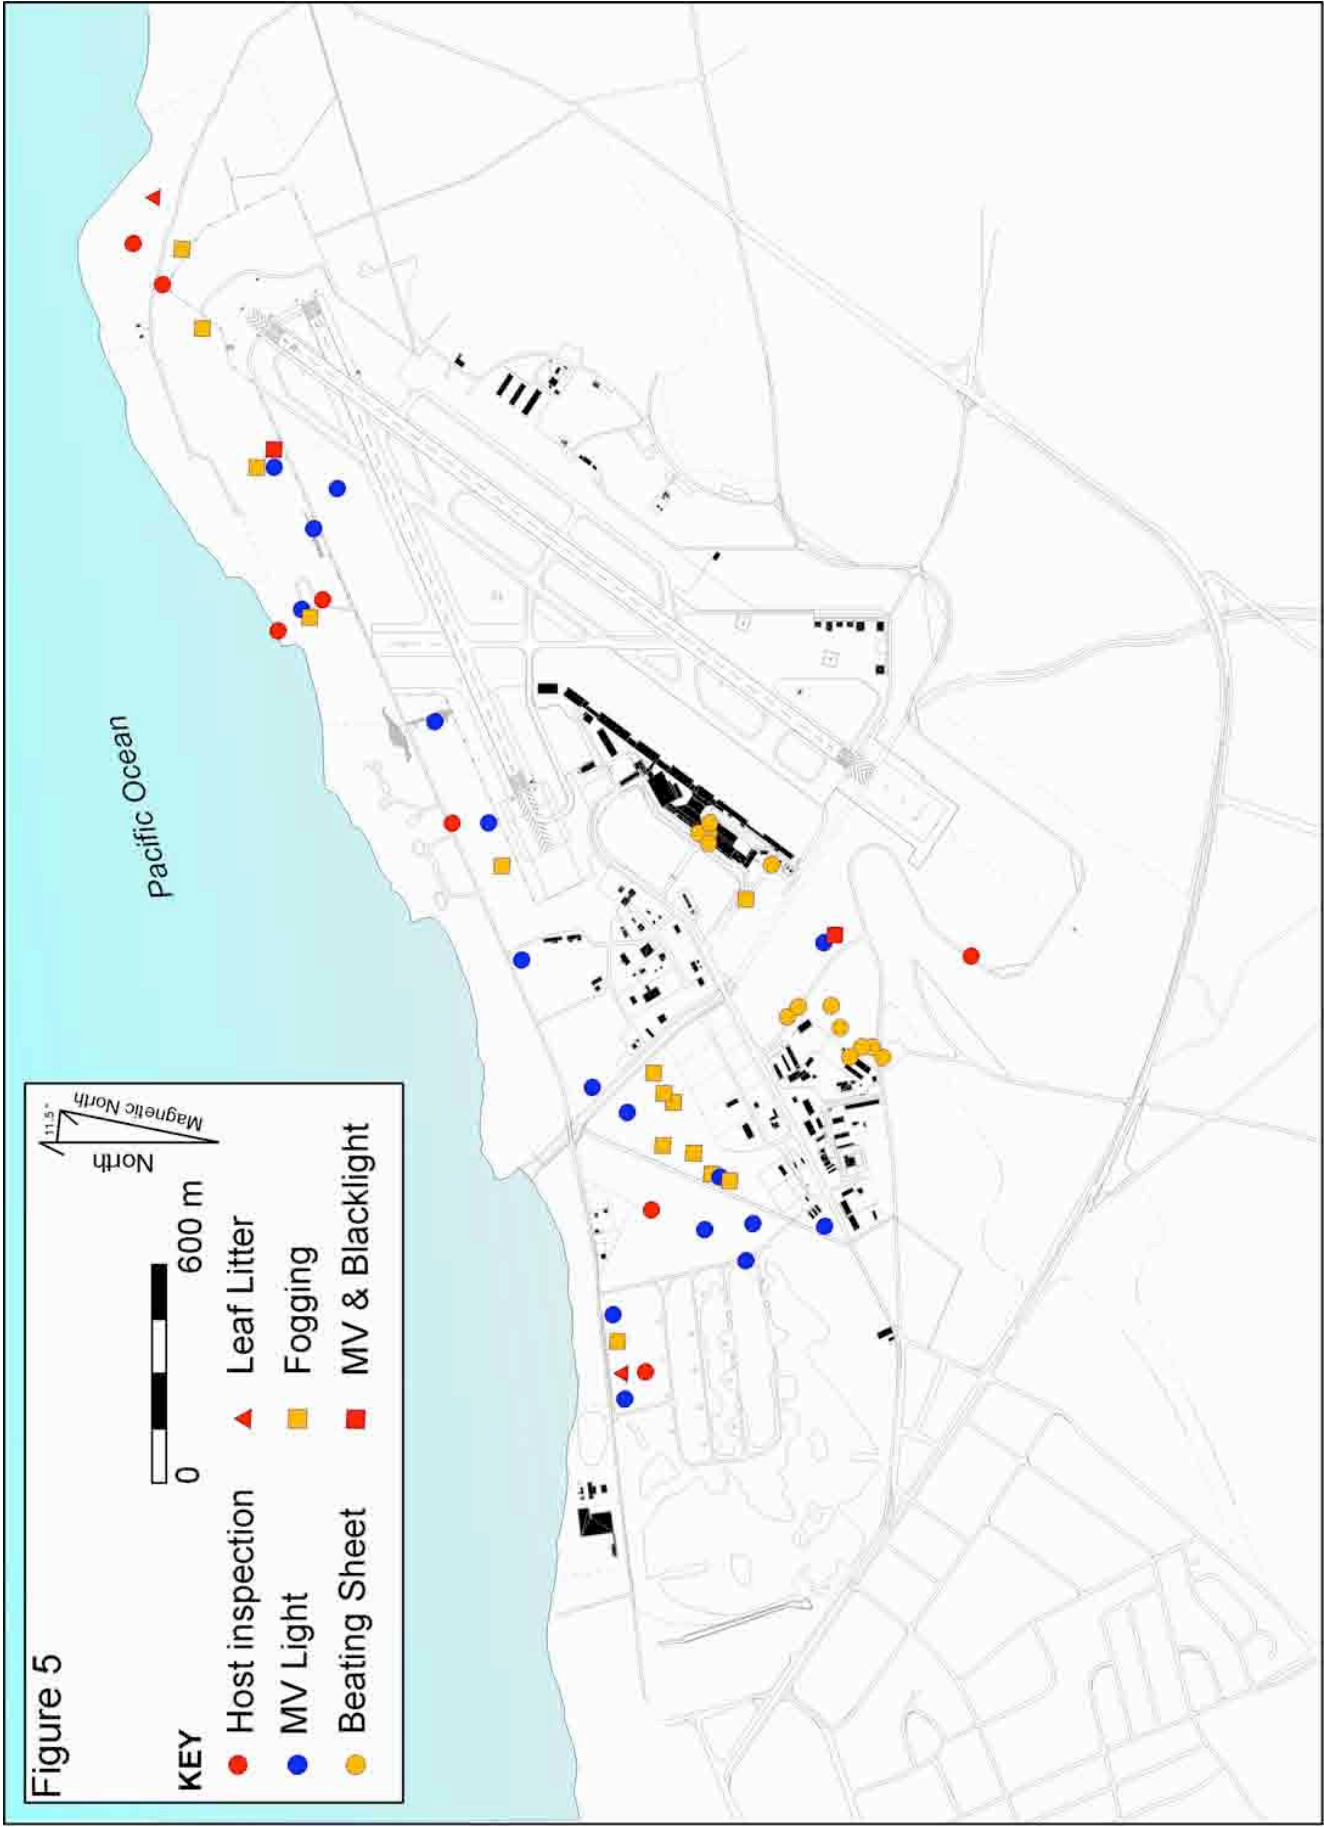 Figure 5
0 600 m
North
11.5 °
Magnetic North
KEY
Host inspection
Leaf Litter
MV Light
Fogging
Beating Sheet
MV & Blacklight
Pacific Ocean